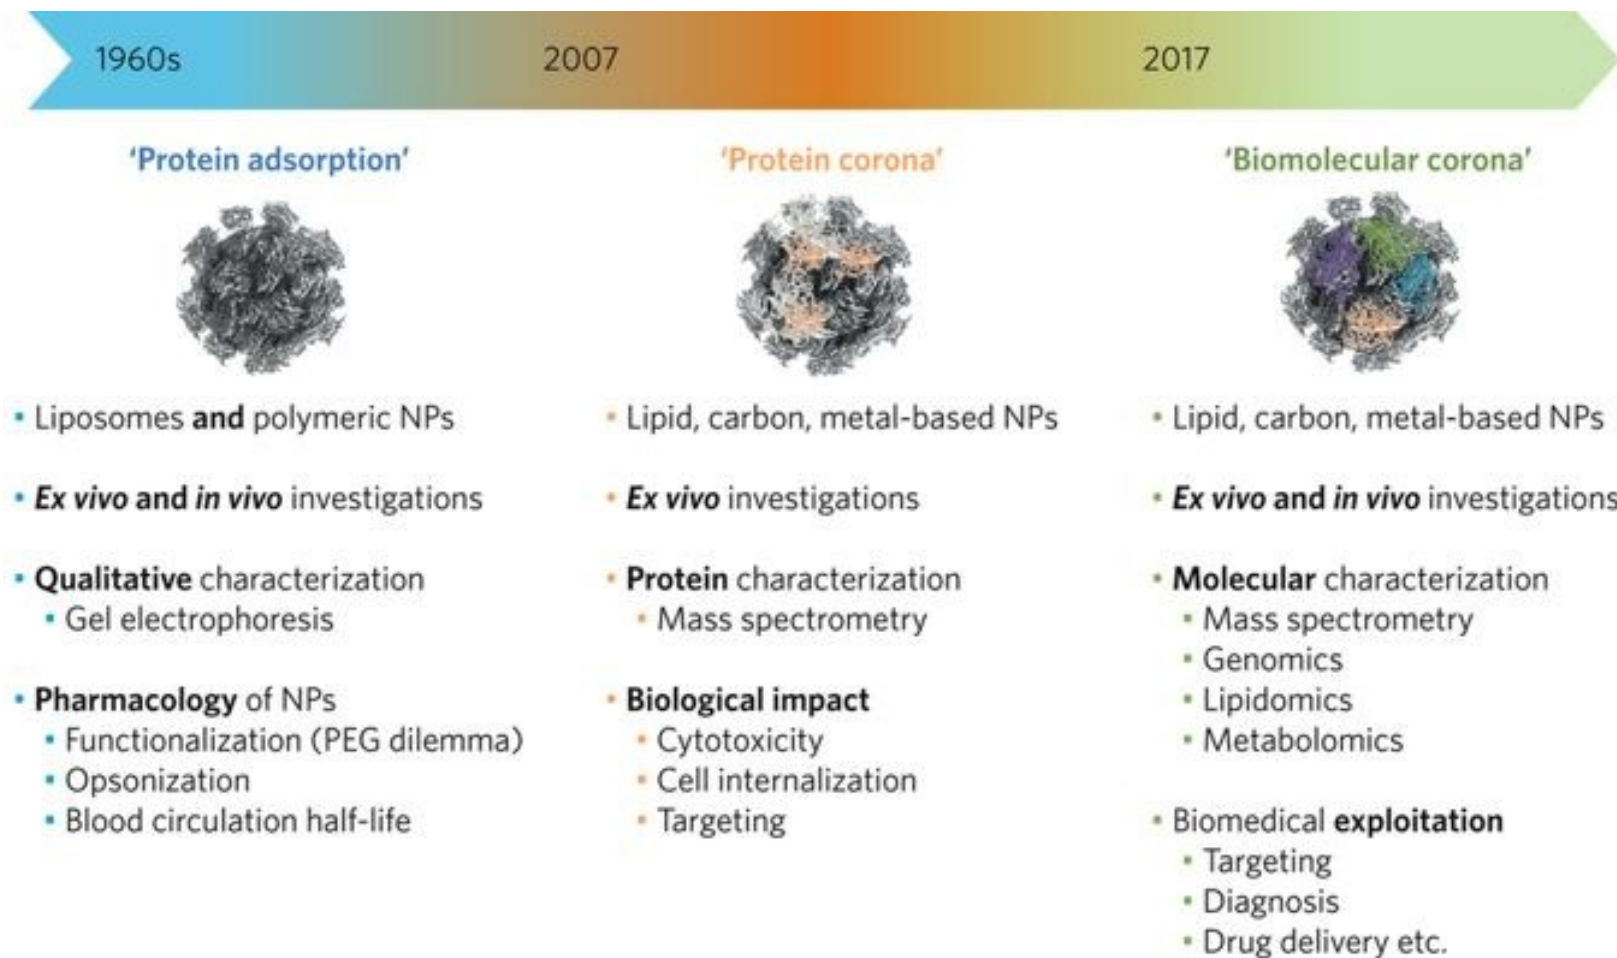 1960s
2007
2017
'Protein adsorption'
• Liposomes and polymeric NPs
• Ex vivo and in vivo investigations
• Qualitative characterization
• Gel electrophoresis
• Pharmacology of NPs
• Functionalization (PEG dilemma)
• Opsonization
• Blood circulation half-life
'Protein corona'
• Lipid, carbon, metal-based NPs
• Ex vivo investigations
• Protein characterization
• Mass spectrometry
• Biological impact
• Cytotoxicity
• Cell internalization
• Targeting
'Biomolecular corona'
• Lipid, carbon, metal-based NPs
• Ex vivo and in vivo investigations
• Molecular characterization
• Mass spectrometry
• Genomics
• Lipidomics
• Metabolomics
• Biomedical exploitation
• Targeting
• Diagnosis
• Drug delivery etc.